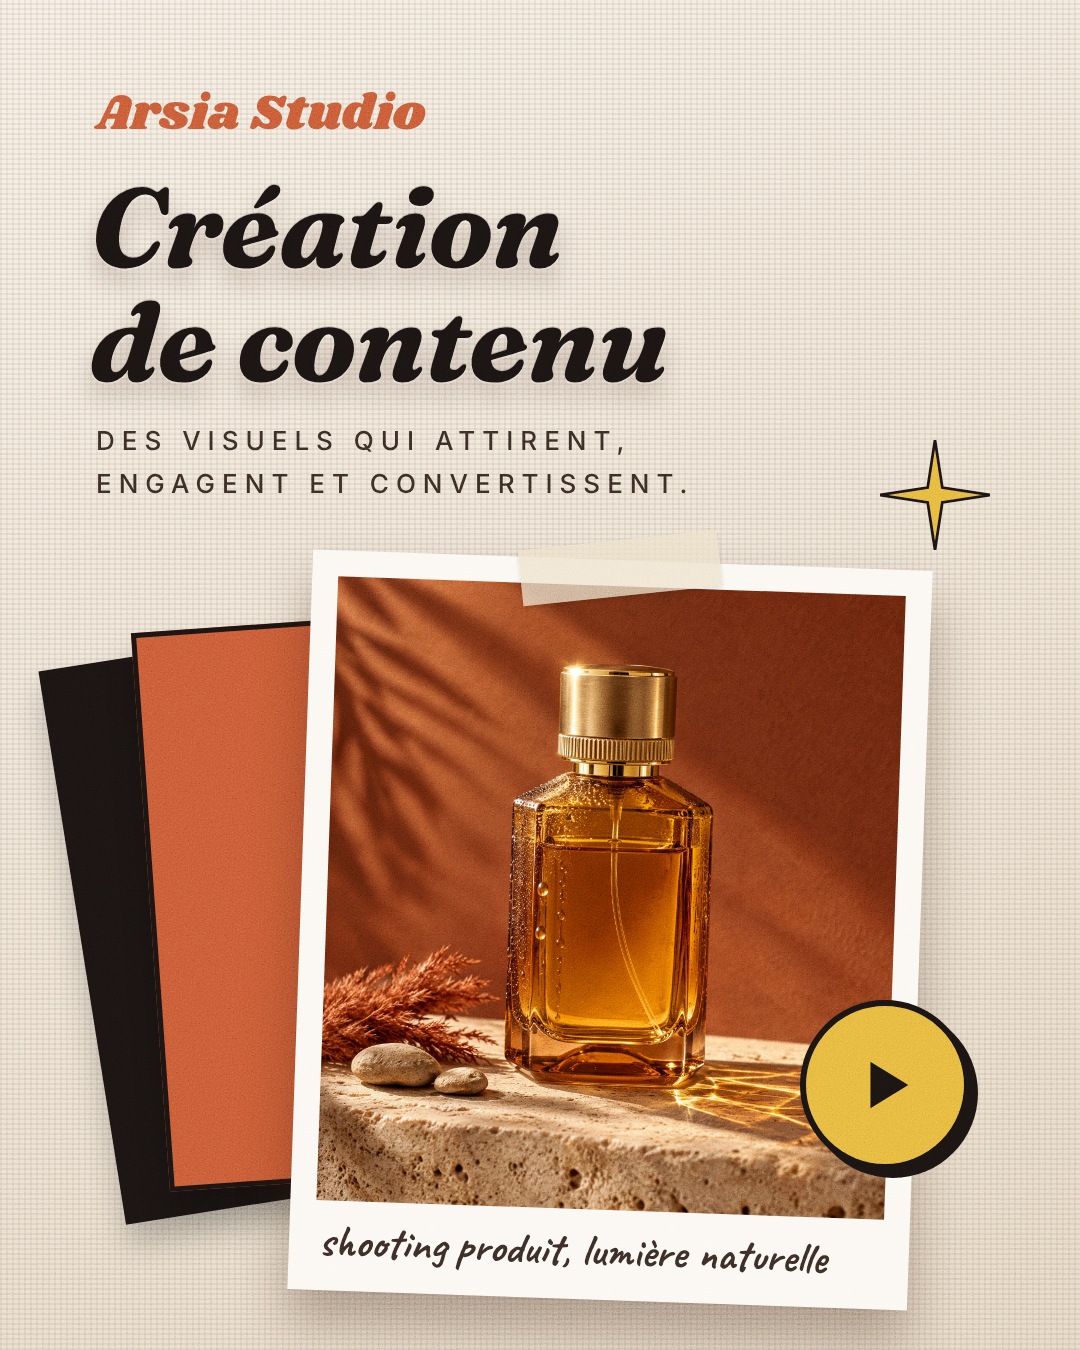 Arsia Studio
Création
de contenu
DES VISUELS QUI ATTIRENT,
ENGAGENT ET CONVERTISSENT.
shooting produit, lumière naturelle